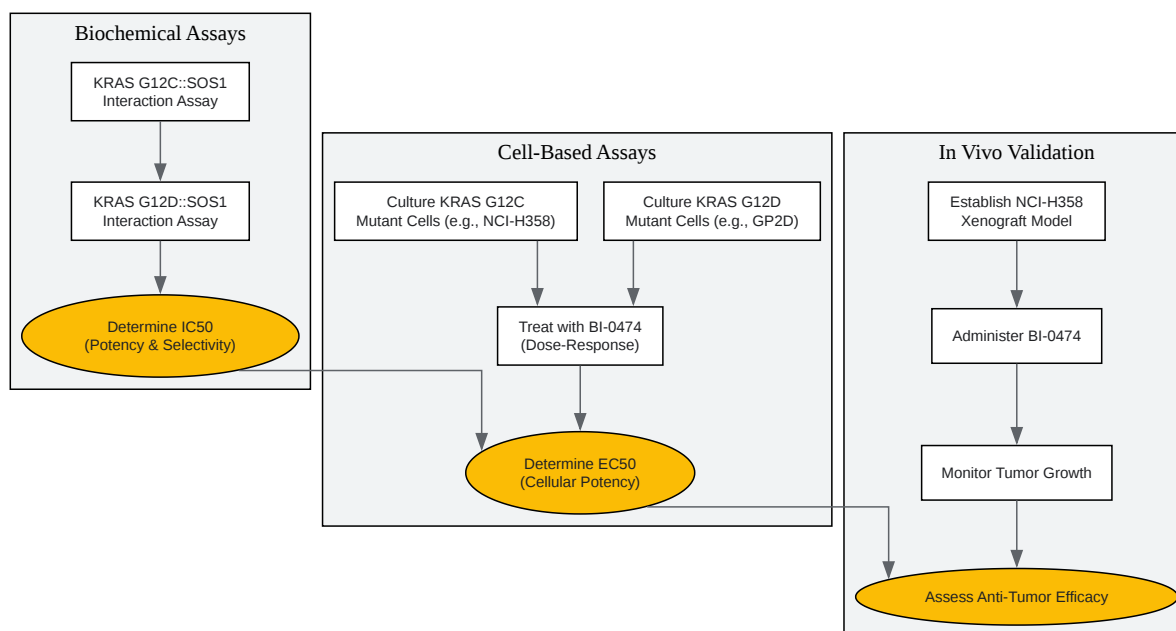 Biochemical Assays
KRAS G12C::SOS1
Interaction Assay
KRAS G12D::SOS1
Interaction Assay
Determine IC50
(Potency & Selectivity)
Cell-Based Assays
Culture KRAS G12C
Mutant Cells (e.g., NCI-H358)
Culture KRAS G12D
Mutant Cells (e.g., GP2D)
Treat with BI-0474
(Dose-Response)
Determine EC50
(Cellular Potency)
In Vivo Validation
Establish NCI-H358
Xenograft Model
Administer BI-0474
Monitor Tumor Growth
Assess Anti-Tumor Efficacy